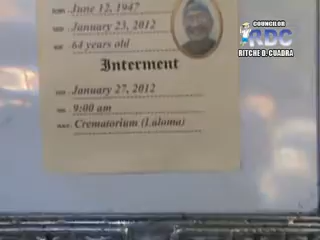 June 12, 1947
January 23, 2012
64 years old
Interment
January 27, 2012
9:00 am
Crematorium (Laloma)
COUNCILOR
RDC
RITCHE D. CUADRA